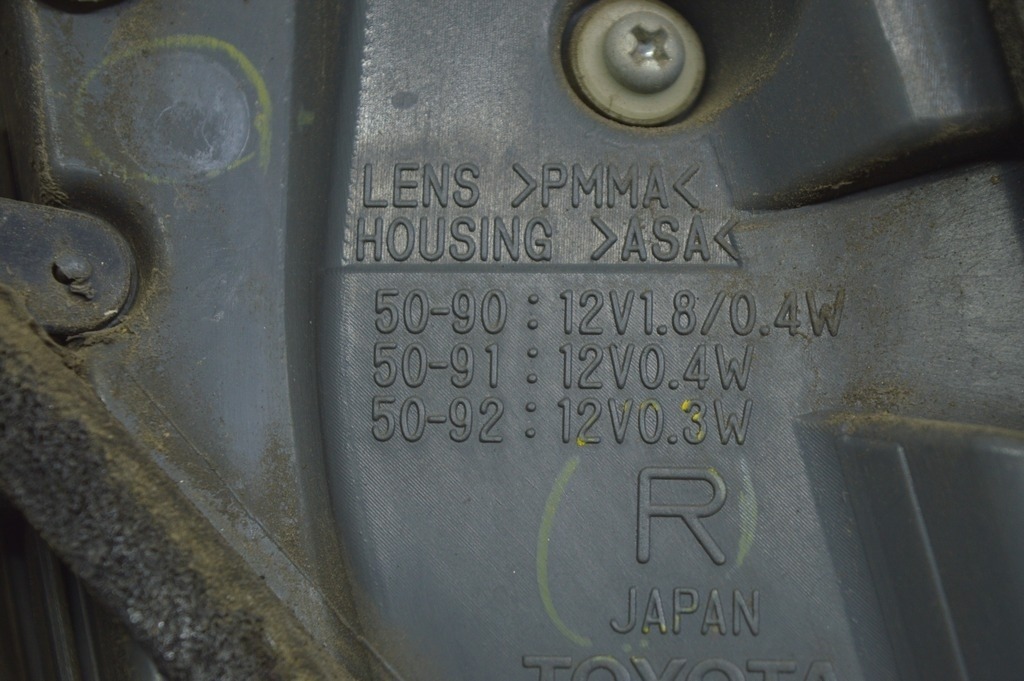 LENS >PMMA<
HOUSING >ASA<
50-90 : 12V1.8/0.4W
50-91 : 12V0.4W
50-92 : 12V0.3W
R
JAPAN
TOYOTA